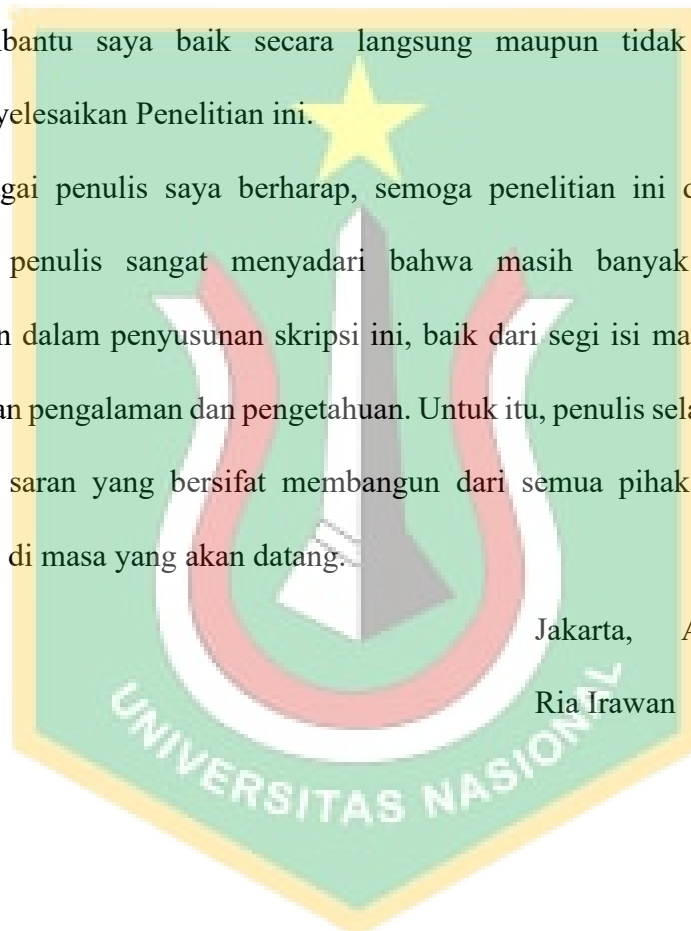 bantu saya baik secara langsung maupun tidak
yelesaikan Penelitian ini.
gai penulis saya berharap, semoga penelitian ini
penulis sangat menyadari bahwa masih banyak
n dalam penyusunan skripsi ini, baik dari segi isi
an pengalaman dan pengetahuan. Untuk itu, penulis
saran yang bersifat membangun dari semua pihak
di masa yang akan datang.
Jakarta,
Ria Irawan
UNIVERSITAS NASIONAL